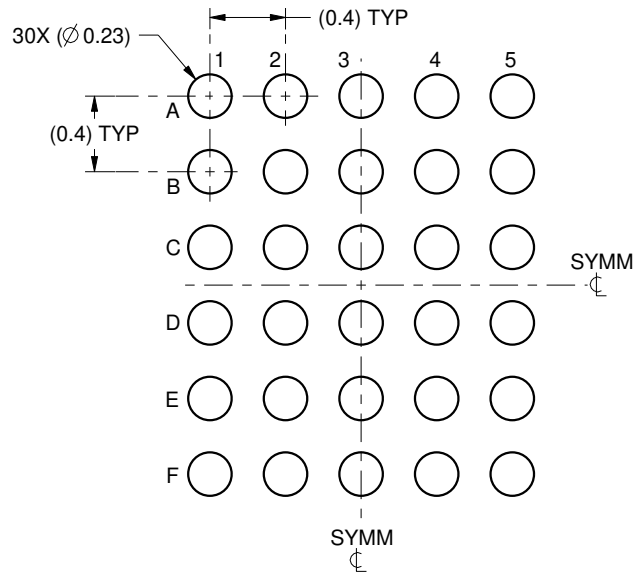 (0.4) TYP
30X (∅ 0.23)
1 2 3 4 5
A
(0.4) TYP
B
C
SYMM
℄
D
E
F
SYMM
℄